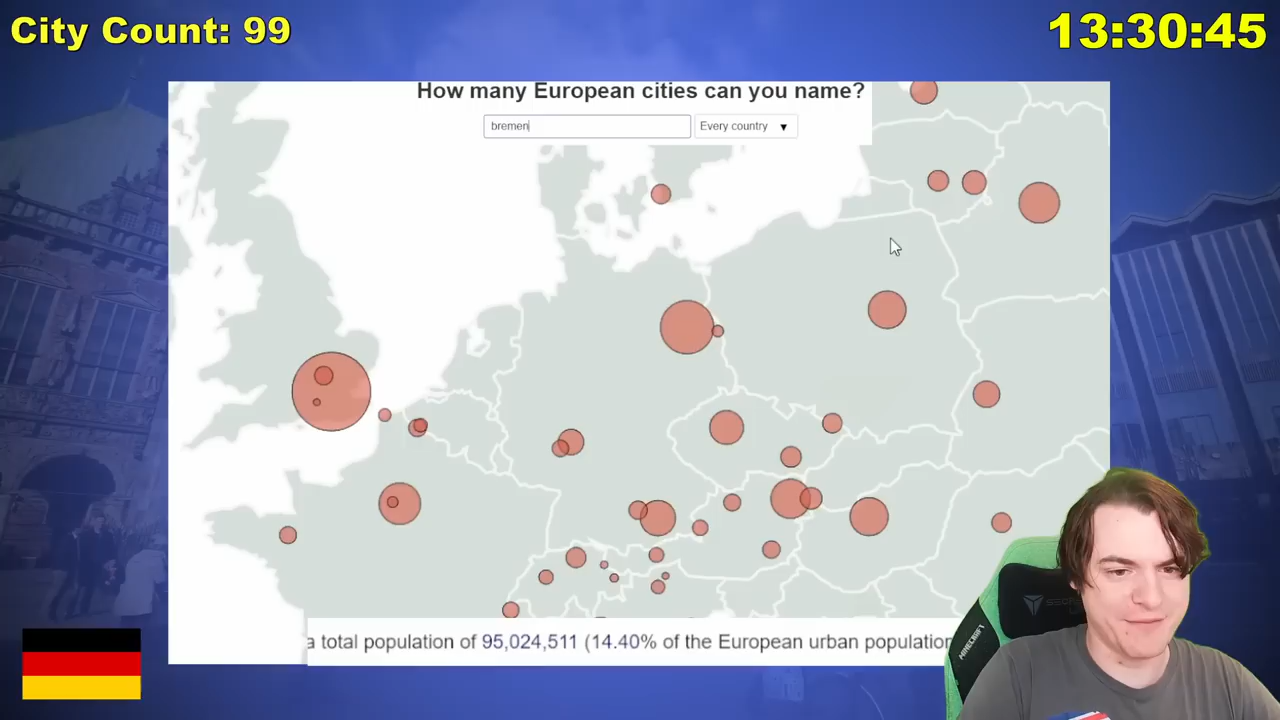 City Count: 99
13:30:45
How many European cities can you name?
bremen
Every country ▼
a total population of 95,024,511 (14.40% of the European urban population
MINECRAFT